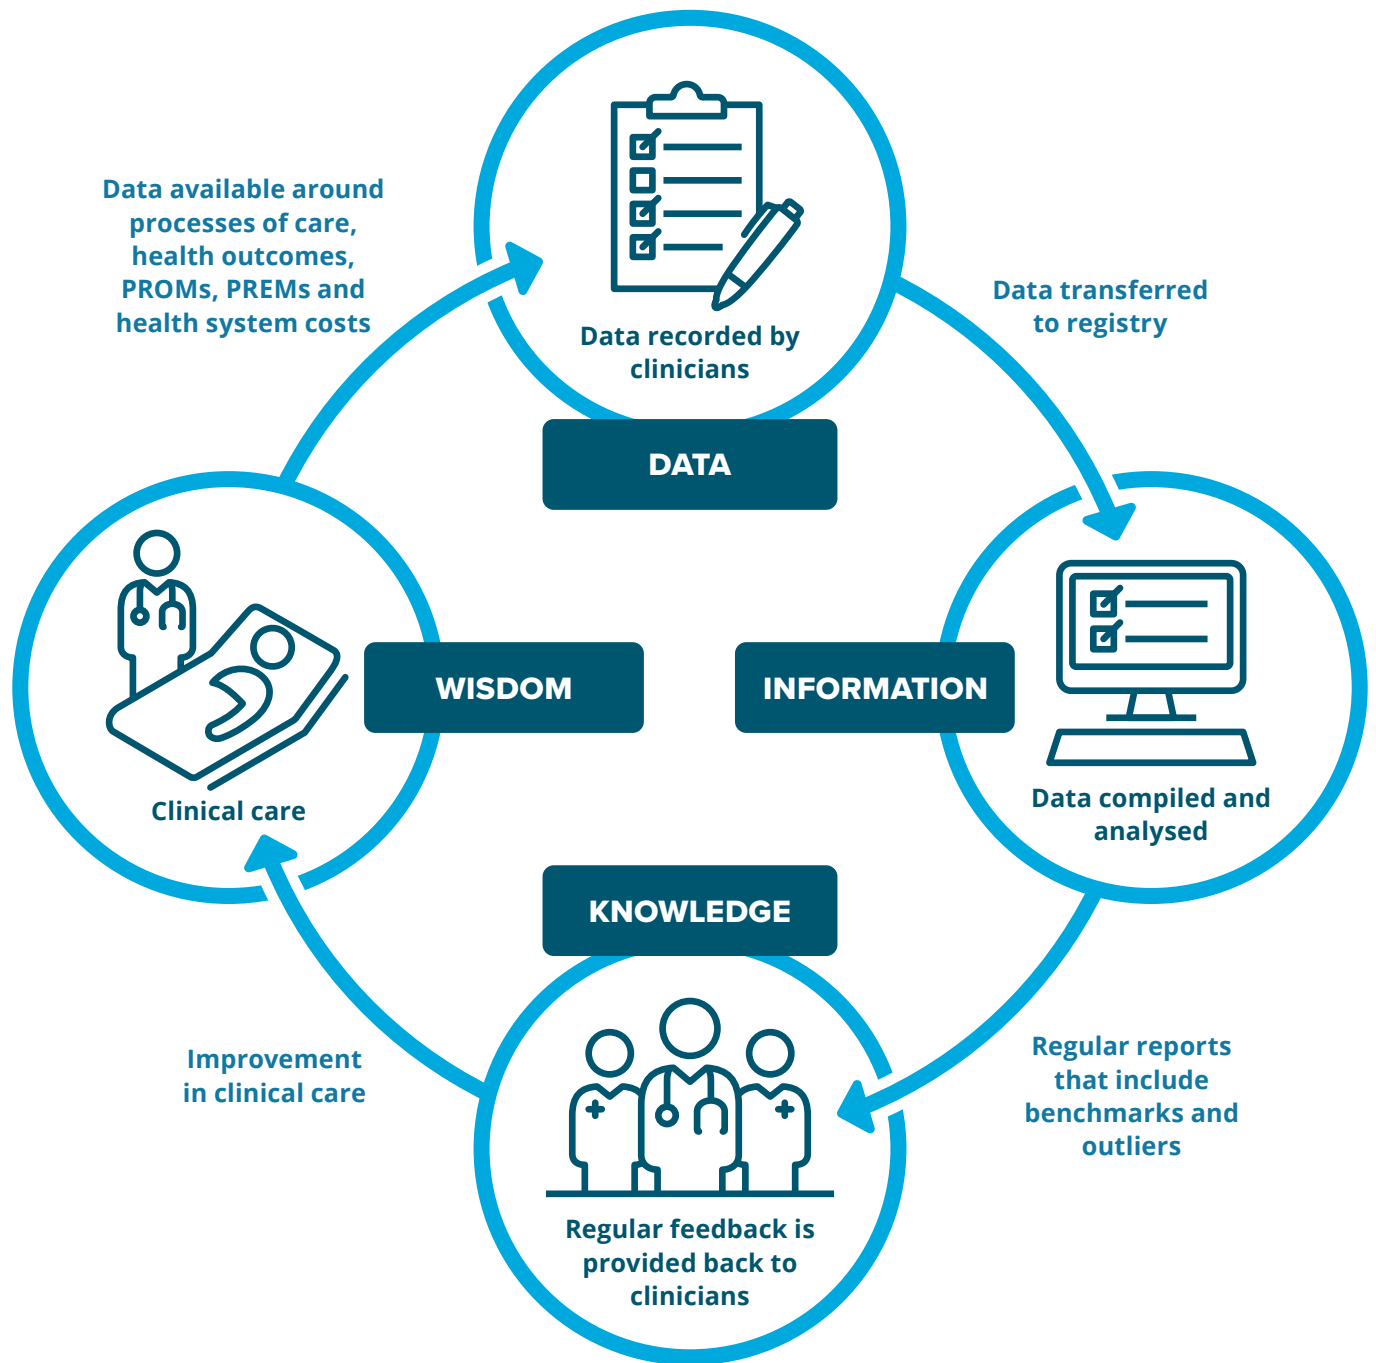 Data available around
processes of care,
health outcomes,
PROMs, PREMs and
health system costs
Data recorded by
clinicians
DATA
Data transferred
to registry
WISDOM
Clinical care
INFORMATION
Data compiled and
analysed
KNOWLEDGE
Regular feedback is
provided back to
clinicians
Improvement
in clinical care
Regular reports
that include
benchmarks and
outliers